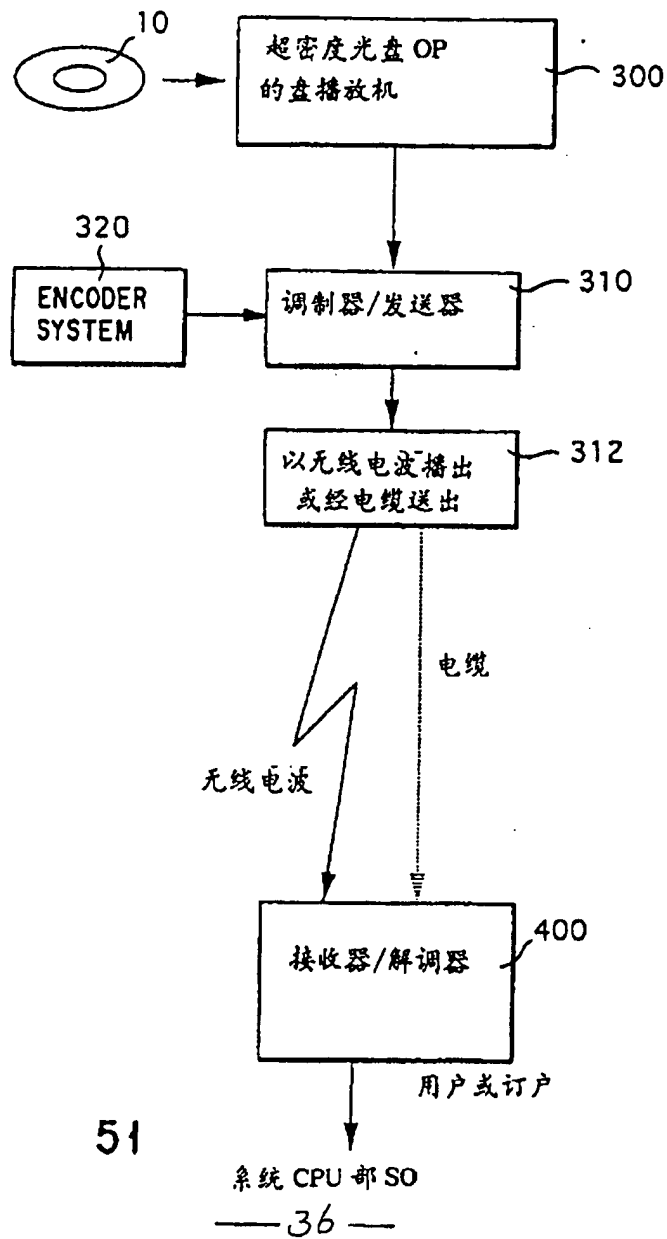 10
超密度光盘 OP
的盘播放机
300
320
ENCODER
SYSTEM
调制器/发送器
310
以无线电波播出
或经电缆送出
312
电缆
无线电波
接收器/解调器
400
用户或订户
51
系统 CPU 部 SO
36